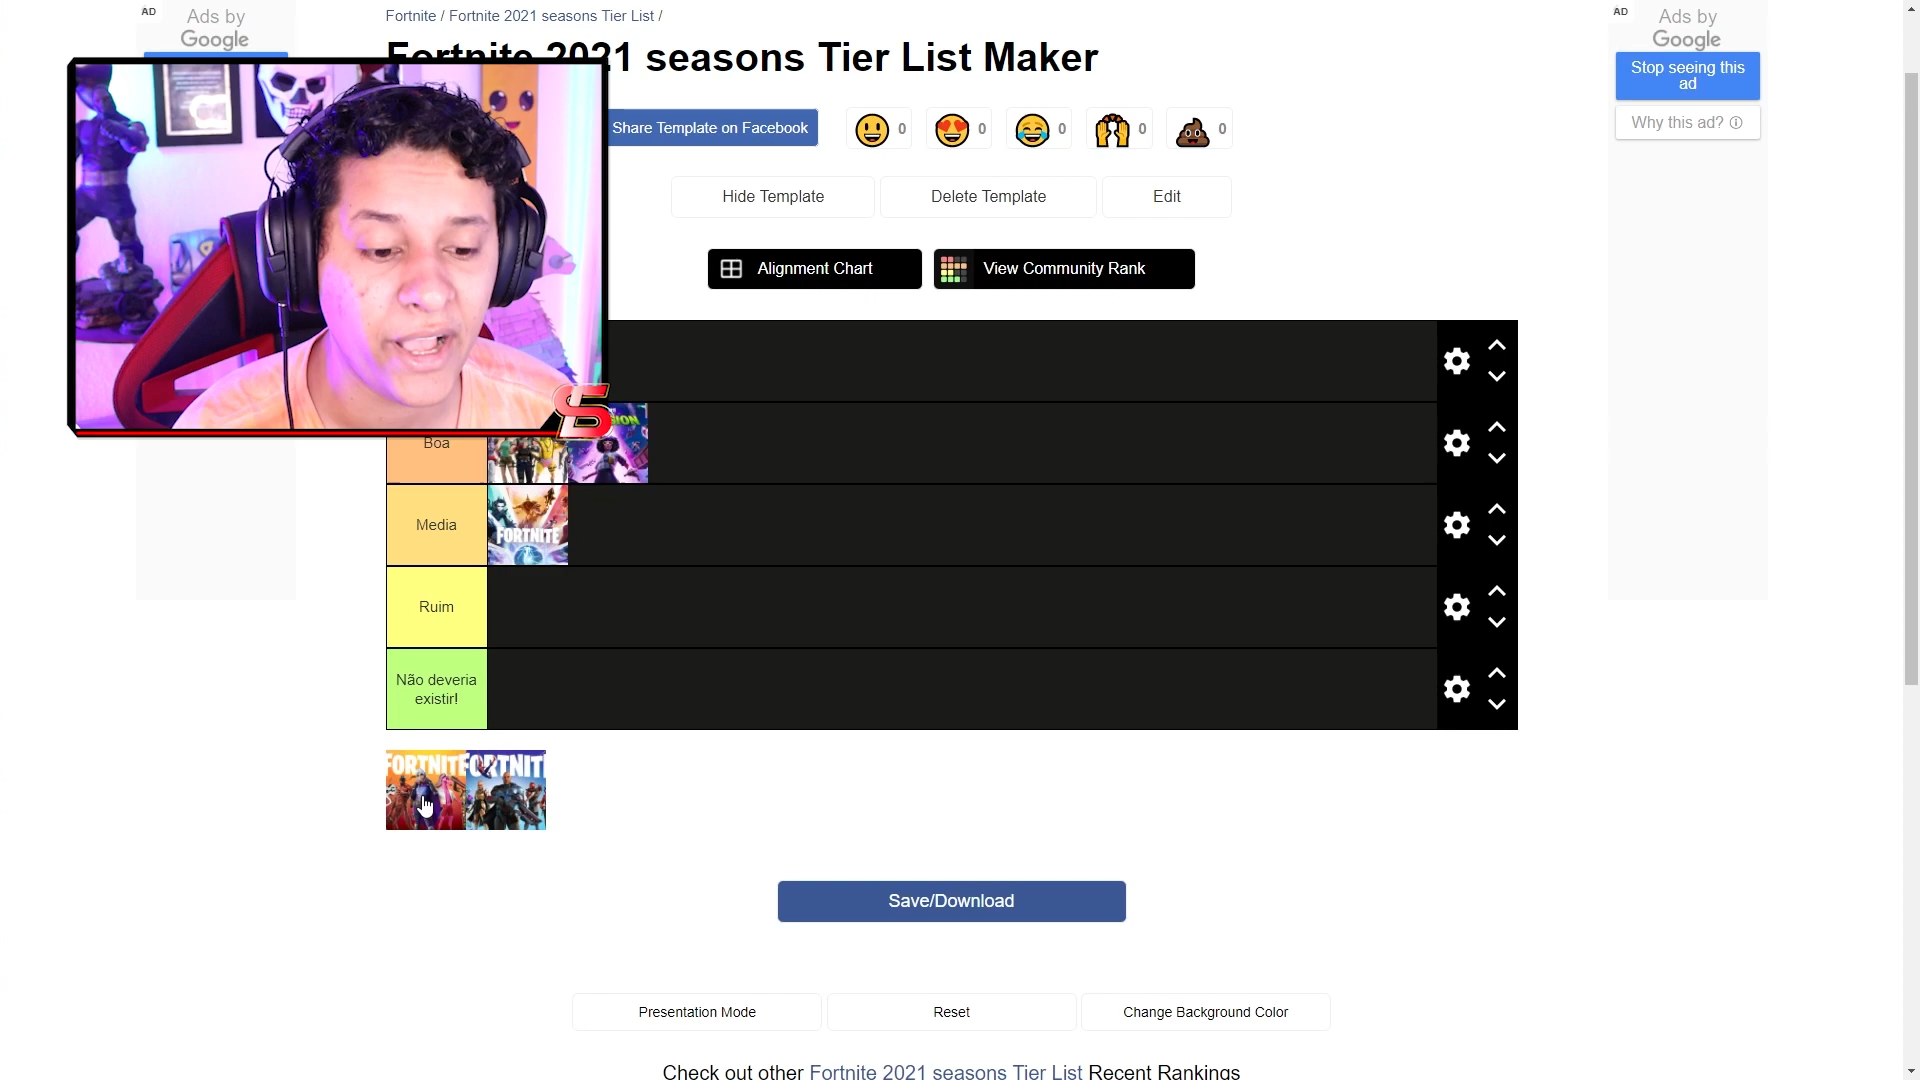 AD
Ads by
Google
Fortnite / Fortnite 2021 seasons Tier List /
Fortnite 2021 seasons Tier List Maker
AD
Ads by
Google
Stop seeing this
ad
Why this ad?
Share Template on Facebook
0
0
0
0
0
Hide Template
Delete Template
Edit
Alignment Chart
View Community Rank
Boa
Media
FORTNITE
Ruim
Não deveria
existir!
FORTNITE
FORTNIT
Save/Download
Presentation Mode
Reset
Change Background Color
Check out other Fortnite 2021 seasons Tier List Recent Rankings